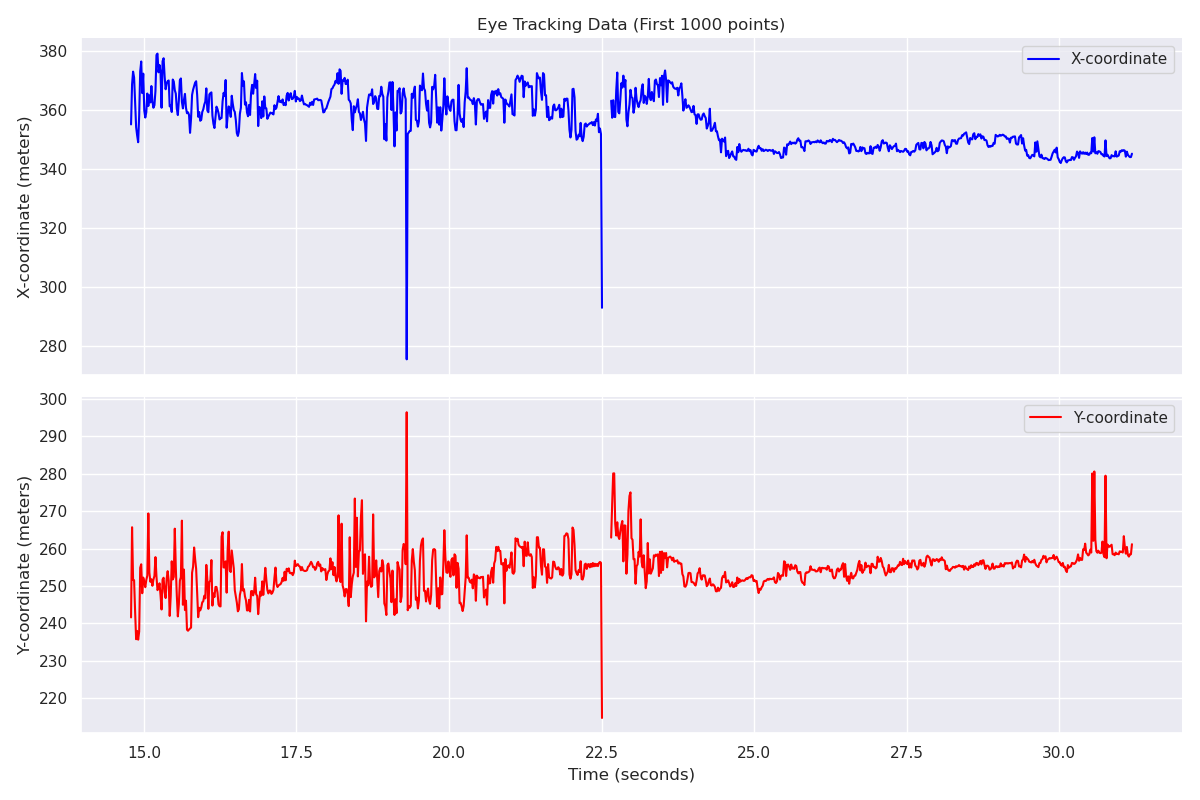 Eye Tracking Data (First 1000 points)
380
360
340
320
300
280
X-coordinate (meters)
X-coordinate
300
290
280
270
260
250
240
230
220
Y-coordinate (meters)
Y-coordinate
15.0 17.5 20.0 22.5 25.0 27.5 30.0
Time (seconds)